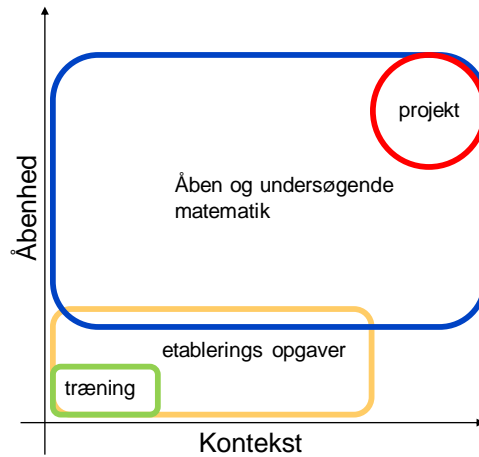 projekt
Åben og undersøgende
matematik
etablerings opgaver
træning
Åbenhed
Kontekst